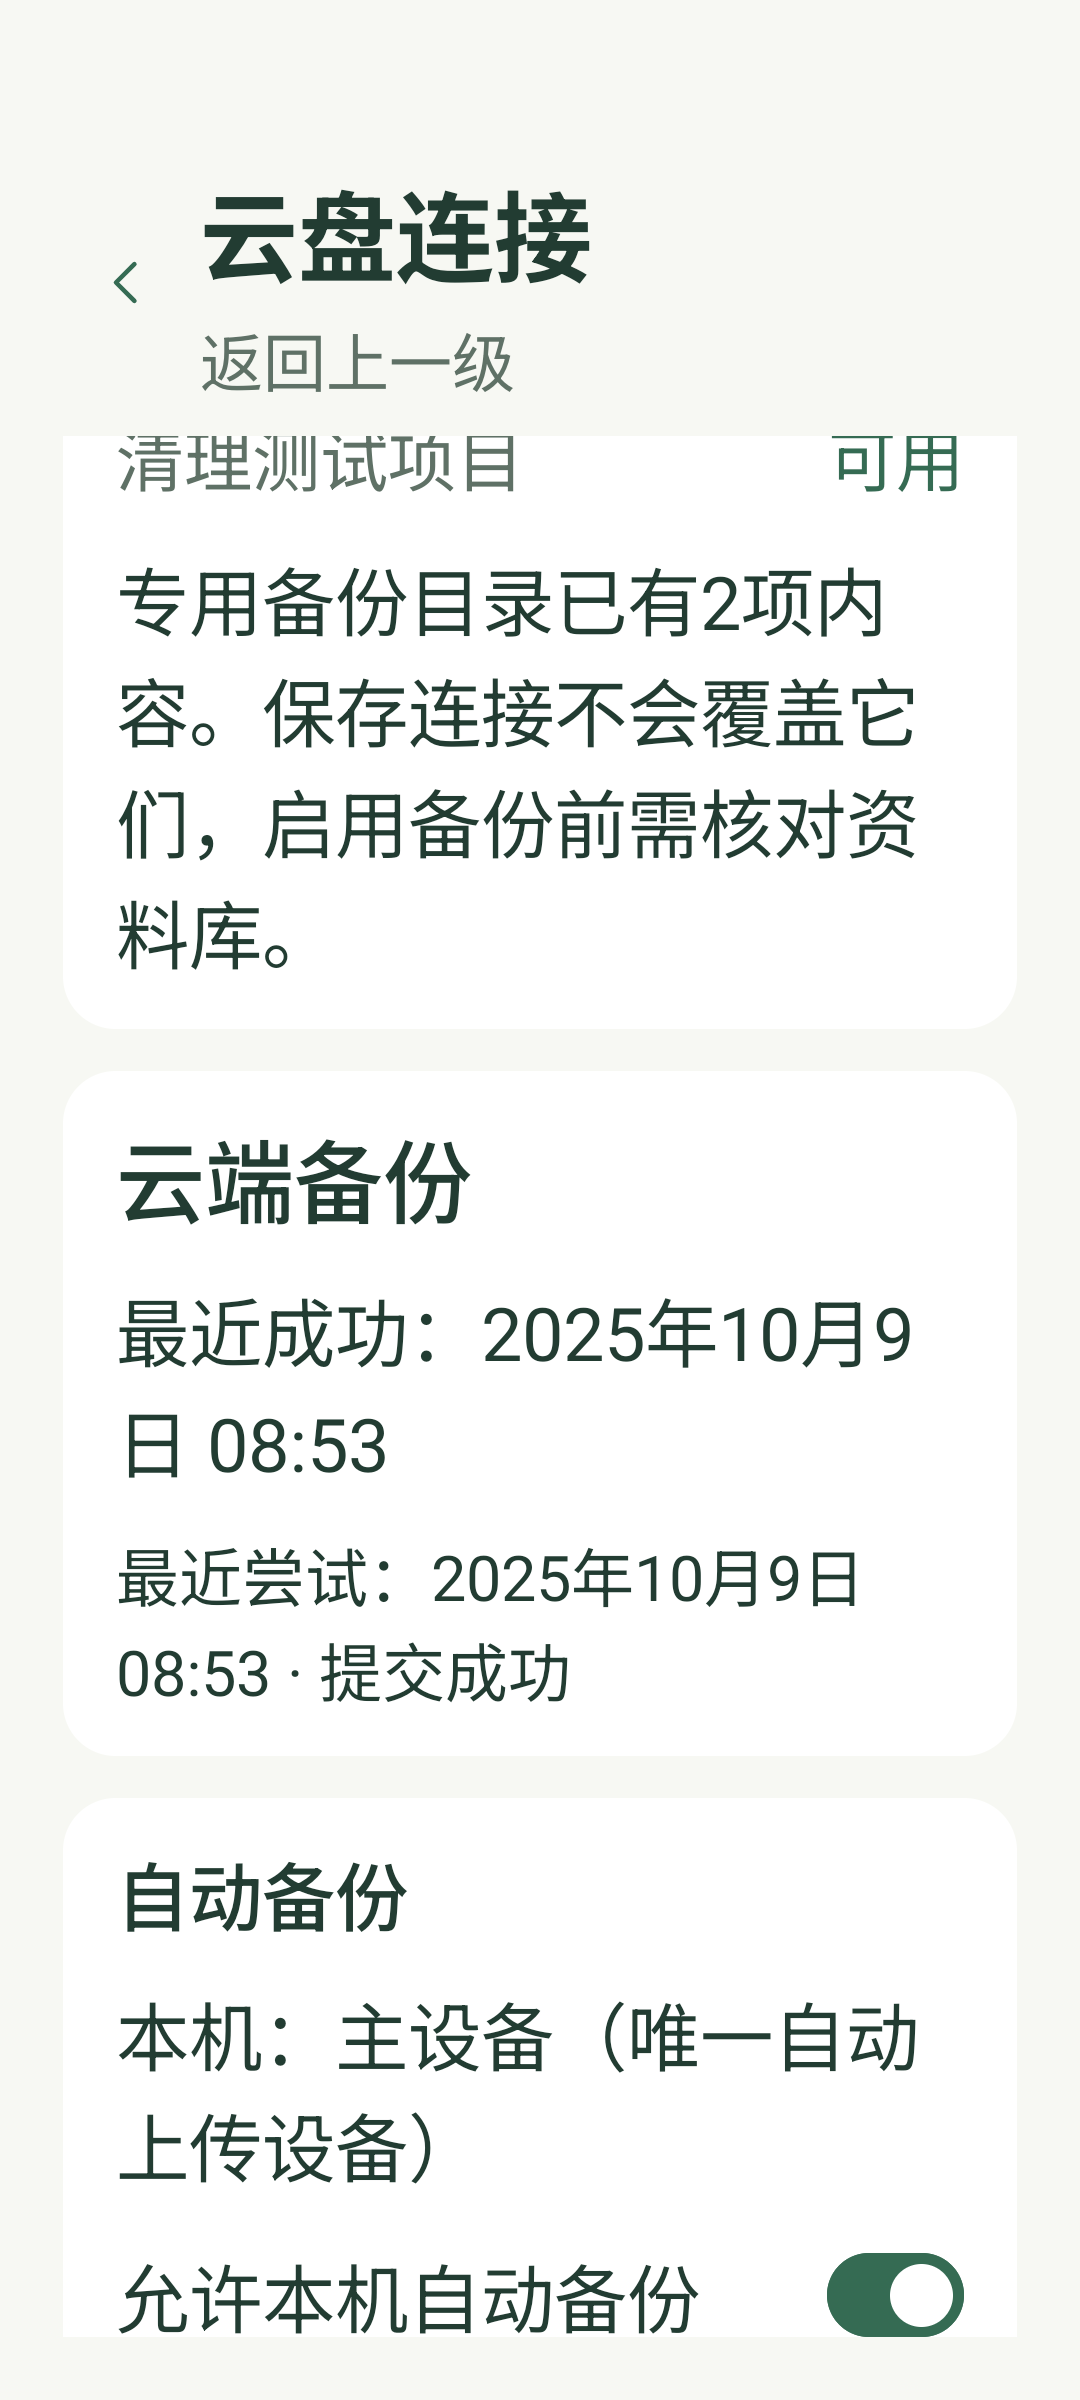 云盘连接
返回上一级
清理测试项目 可用
专用备份目录已有2项内
容。保存连接不会覆盖它
们，启用备份前需核对资
料库。
云端备份
最近成功：2025年10月9
日 08:53
最近尝试：2025年10月9日
08:53 · 提交成功
自动备份
本机：主设备（唯一自动
上传设备）
允许本机自动备份